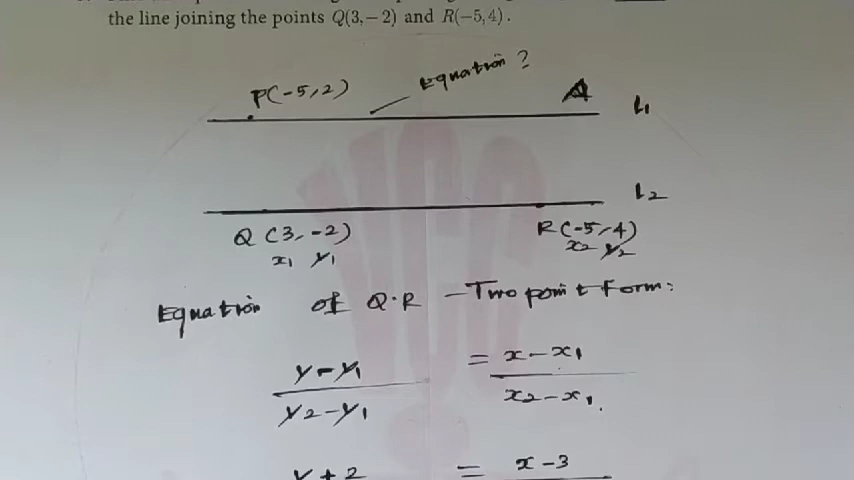 the line joining the points Q(3,−2) and R(−5,4).
P(-5,2) Equation?
L1
L2
Q(3,-2) R(-5,4)
x1 y1 x2 y2
Equation of Q.R - Two point form:
y-y1 = x-x1
y2-y1 x2-x1.
y+2 = x-3